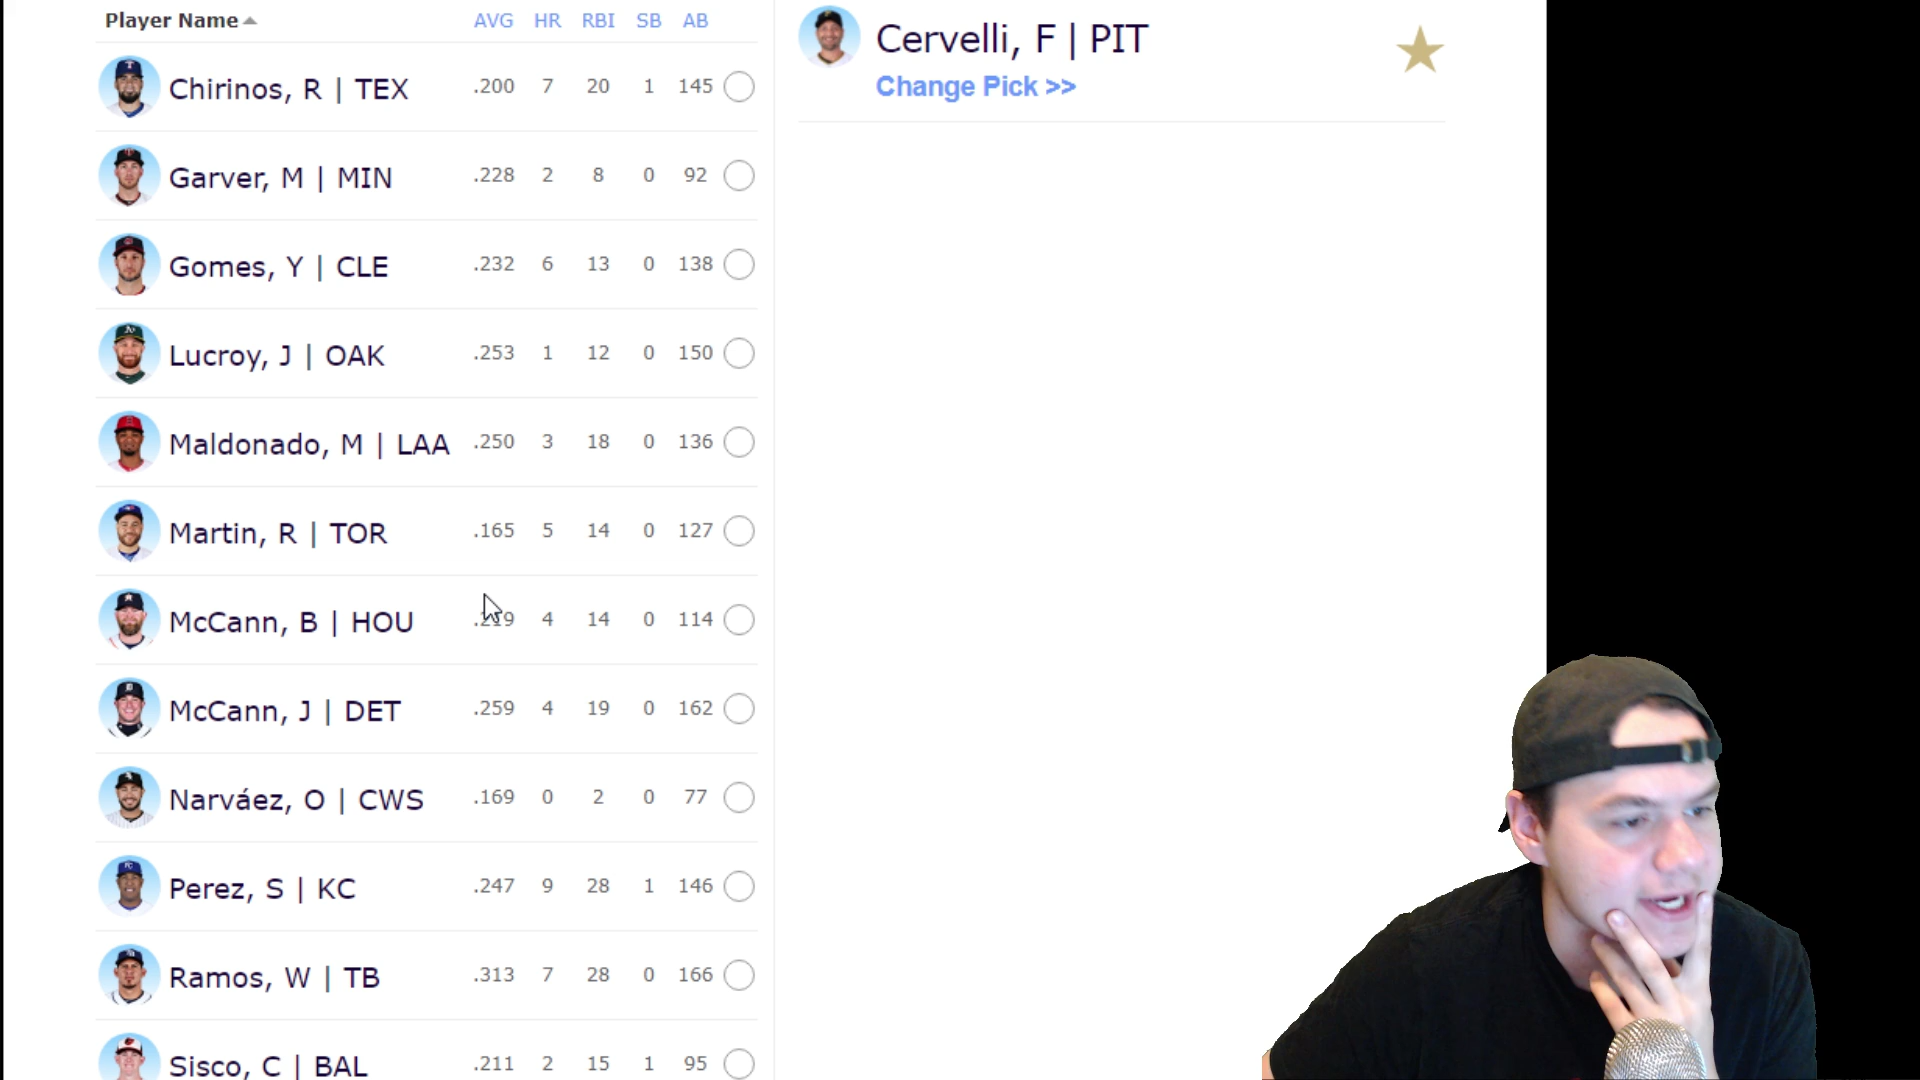 Player Name AVG HR RBI SB AB
Chirinos, R | TEX .200 7 20 1 145
Garver, M | MIN .228 2 8 0 92
Gomes, Y | CLE .232 6 13 0 138
Lucroy, J | OAK .253 1 12 0 150
Maldonado, M | LAA .250 3 18 0 136
Martin, R | TOR .165 5 14 0 127
McCann, B | HOU 4 14 0 114
McCann, J | DET .259 4 19 0 162
Narváez, O | CWS .169 0 2 0 77
Perez, S | KC .247 9 28 1 146
Ramos, W | TB .313 7 28 0 166
Sisco, C | BAL .211 2 15 1 95
Cervelli, F | PIT
Change Pick >>